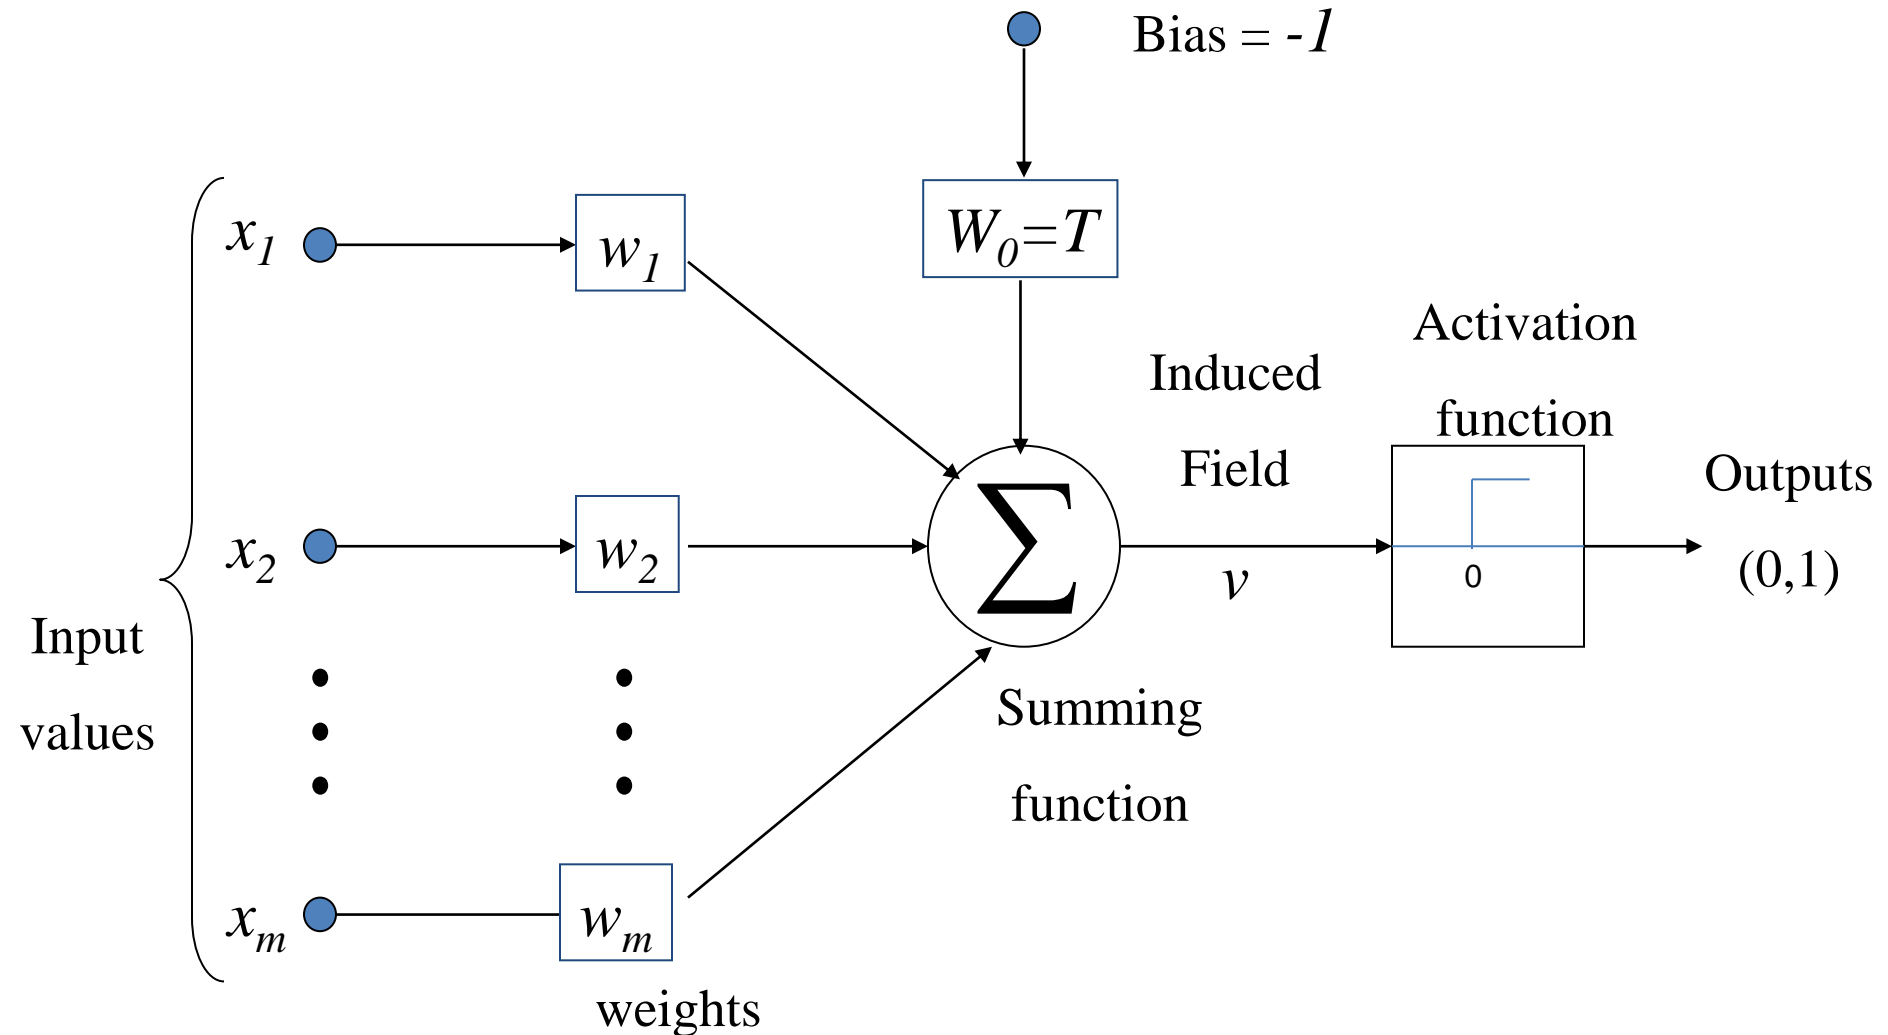 Bias = -1
x1
w1
W0=T
Activation
function
Induced
Field
Outputs
(0,1)
x2
w2
∑
v
0
Input
values
Summing
function
xm
wm
weights